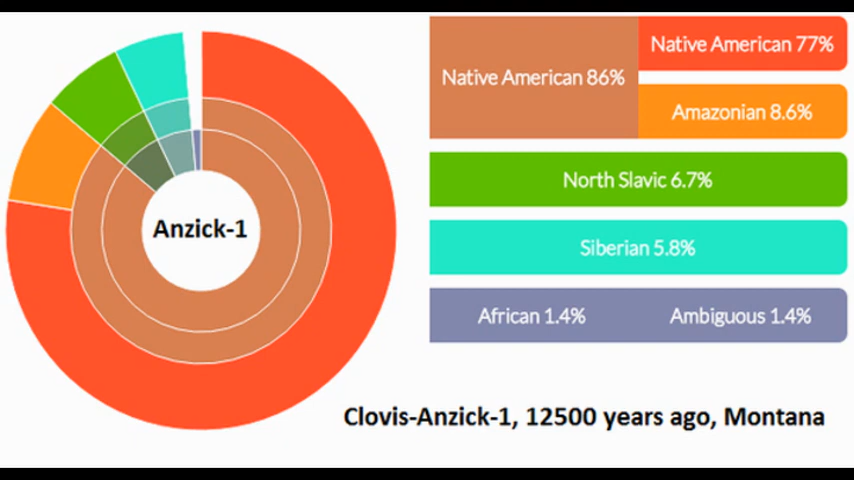 Anzick-1
Native American 86%
Native American 77%
Amazonian 8.6%
North Slavic 6.7%
Siberian 5.8%
African 1.4%
Ambiguous 1.4%
Clovis-Anzick-1, 12500 years ago, Montana